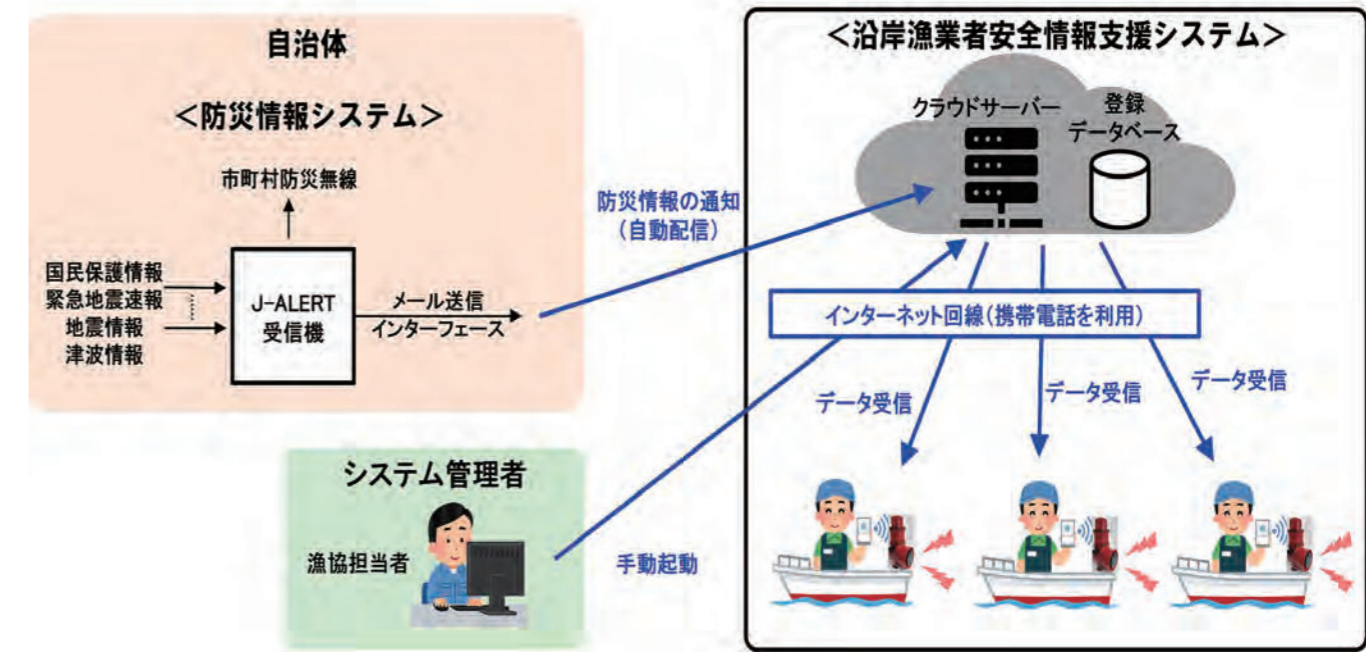 自治体
＜防災情報システム＞
市町村防災無線
国民保護情報
緊急地震速報
地震情報
津波情報
J-ALERT
受信機
メール送信
インターフェース
防災情報の通知
（自動配信）
システム管理者
漁協担当者
手動起動
＜沿岸漁業者安全情報支援システム＞
クラウドサーバー
登録
データベース
インターネット回線（携帯電話を利用）
データ受信
データ受信
データ受信